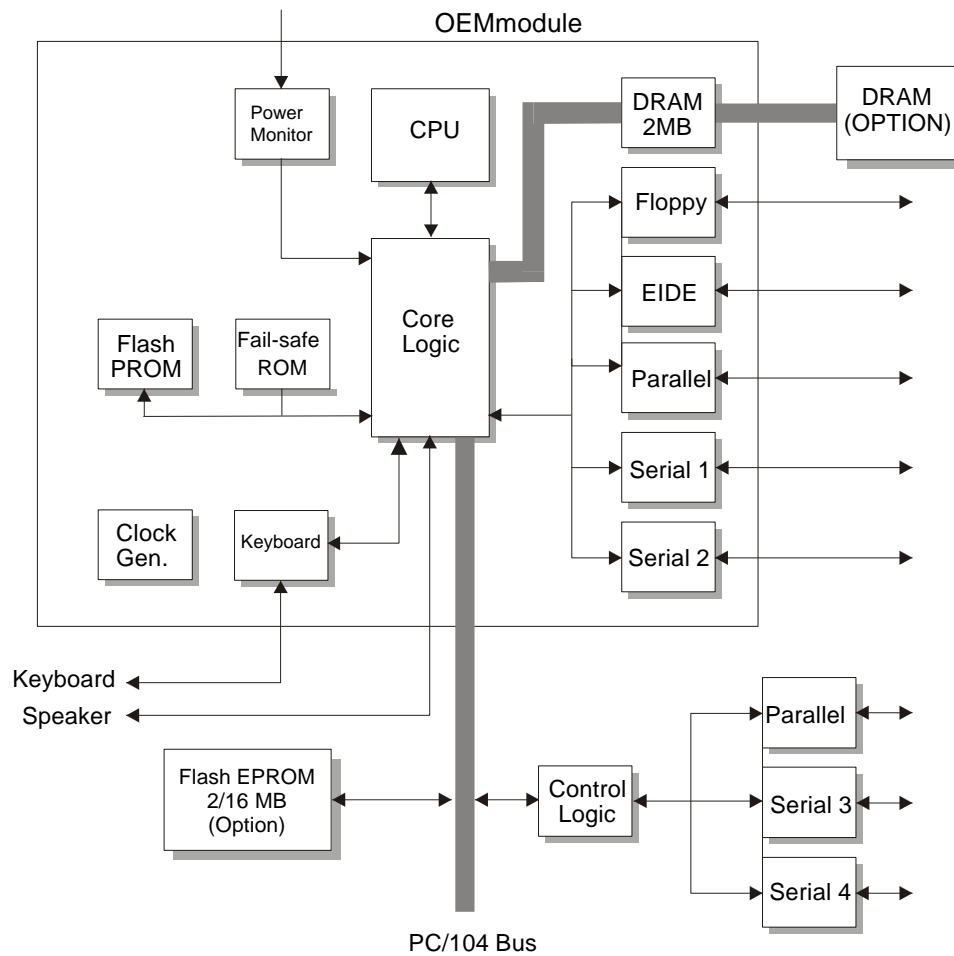 OEMmodule
Power
Monitor
CPU
DRAM
2MB
DRAM
(OPTION)
Floppy
EIDE
Core
Logic
Flash
PROM
Fail-safe
ROM
Parallel
Serial 1
Clock
Gen.
Keyboard
Serial 2
Keyboard
Speaker
Parallel
Flash EPROM
2/16 MB
(Option)
Control
Logic
Serial 3
Serial 4
PC/104 Bus